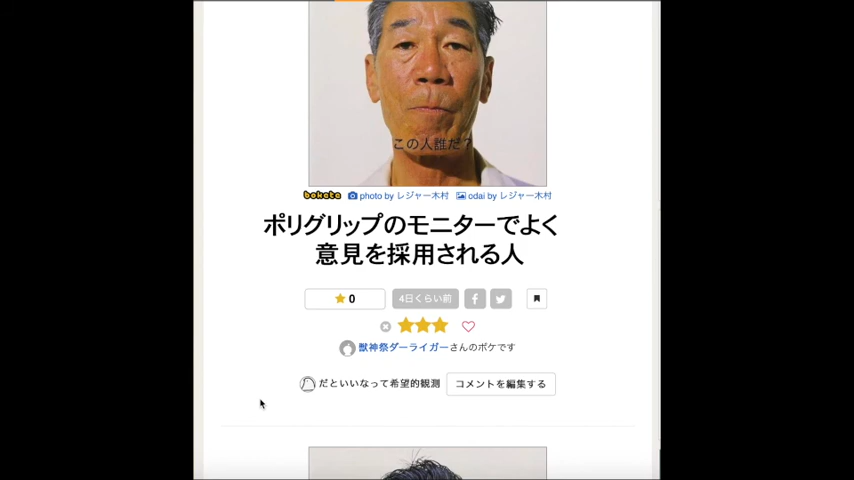 この人誰だ？
bokete photo by レジャー木村 odai by レジャー木村
ポリグリップのモニターでよく
意見を採用される人
0 4日くらい前
獣神祭ダーライガーさんのボケです
だといいなって希望的観測 コメントを編集する